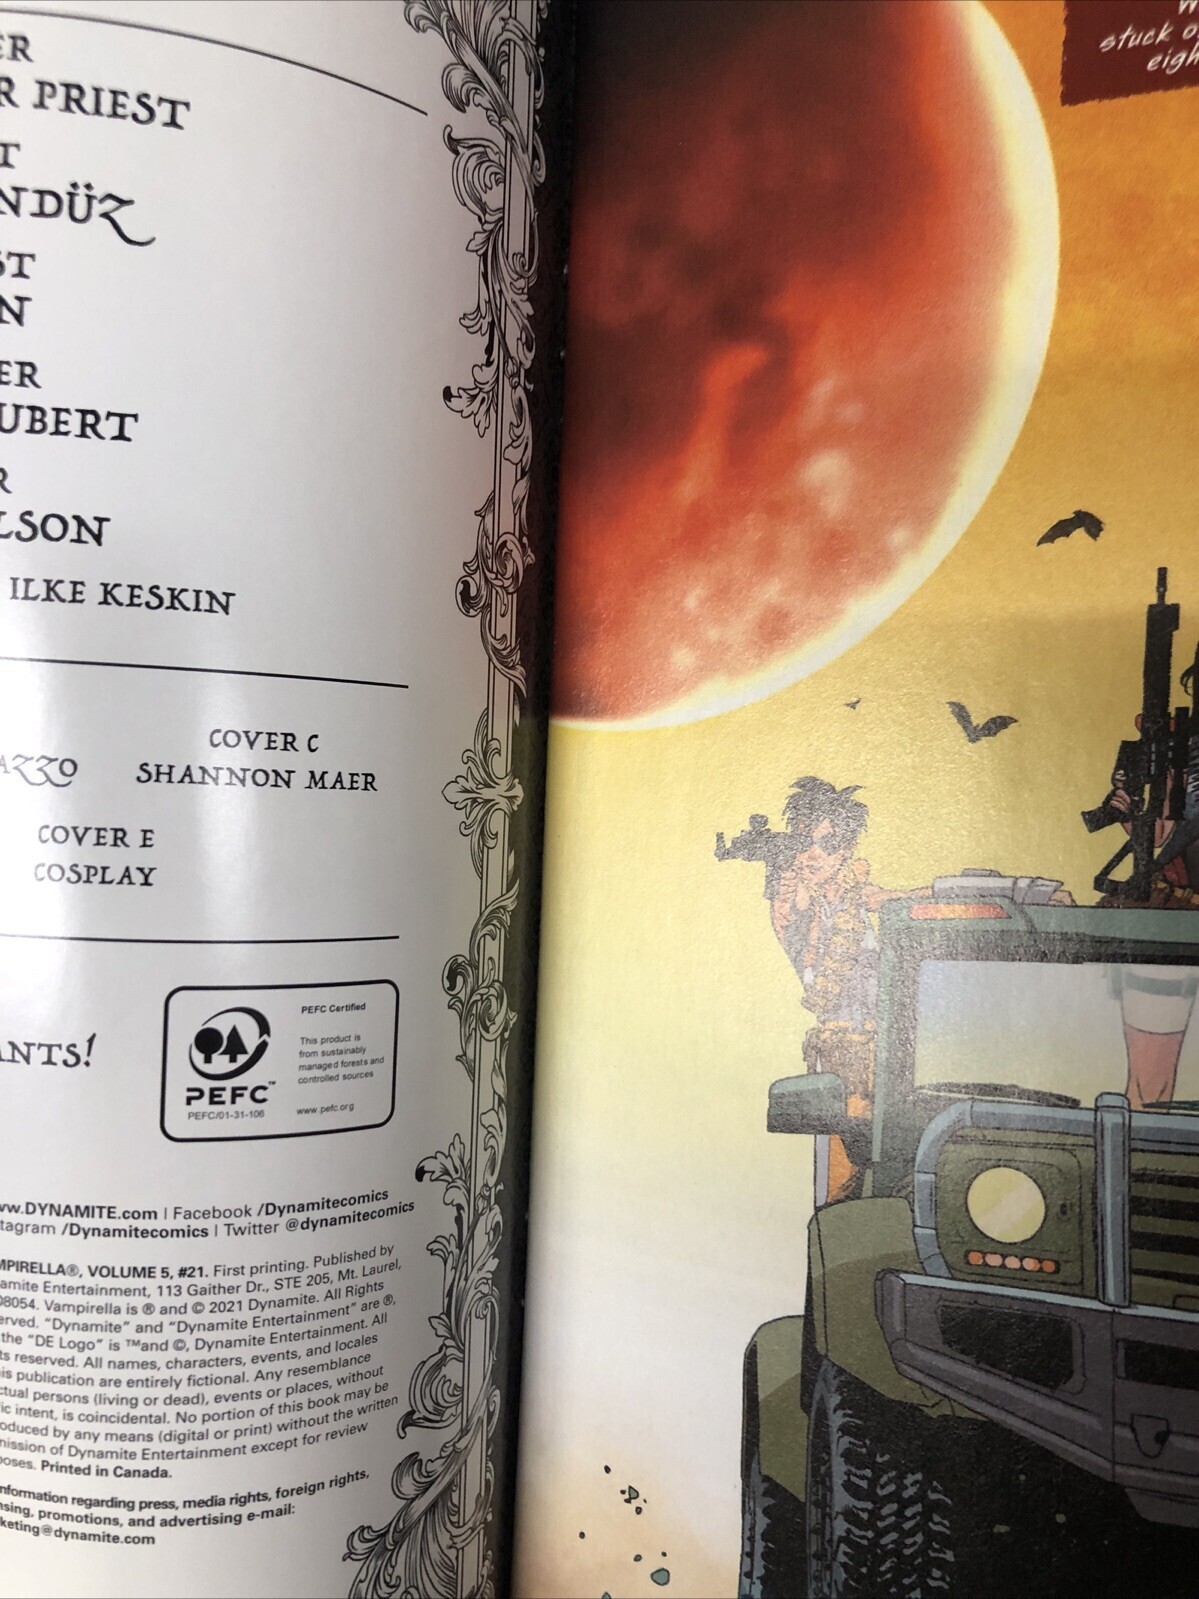 ER
R PRIEST
T
NDÜZ
ST
N
ER
UBERT
R
LSON
ILKE KESKIN
COVER C
AZZO SHANNON MAER
COVER E
COSPLAY
ANTS!
PEFC Certified
This product is
from sustainably
managed forests and
controlled sources
www.pefc.org
PEFC™
PEFC/01-31-106
ww.DYNAMITE.com | Facebook /Dynamitecomics
tagram /Dynamitecomics | Twitter @dynamitecomics
MPIRELLA®, VOLUME 5, #21. First printing. Published by
amite Entertainment, 113 Gaither Dr., STE 205, Mt. Laurel,
08054. Vampirella is ® and © 2021 Dynamite. All Rights
erved. "Dynamite" and "Dynamite Entertainment" are ®,
the "DE Logo" is ™and ©, Dynamite Entertainment. All
ts reserved. All names, characters, events, and locales
is publication are entirely fictional. Any resemblance
ctual persons (living or dead), events or places, without
ic intent, is coincidental. No portion of this book may be
oduced by any means (digital or print) without the written
mission of Dynamite Entertainment except for review
poses. Printed in Canada.
nformation regarding press, media rights, foreign rights,
nsing, promotions, and advertising e-mail:
keting@dynamite.com
stuck o
eigh